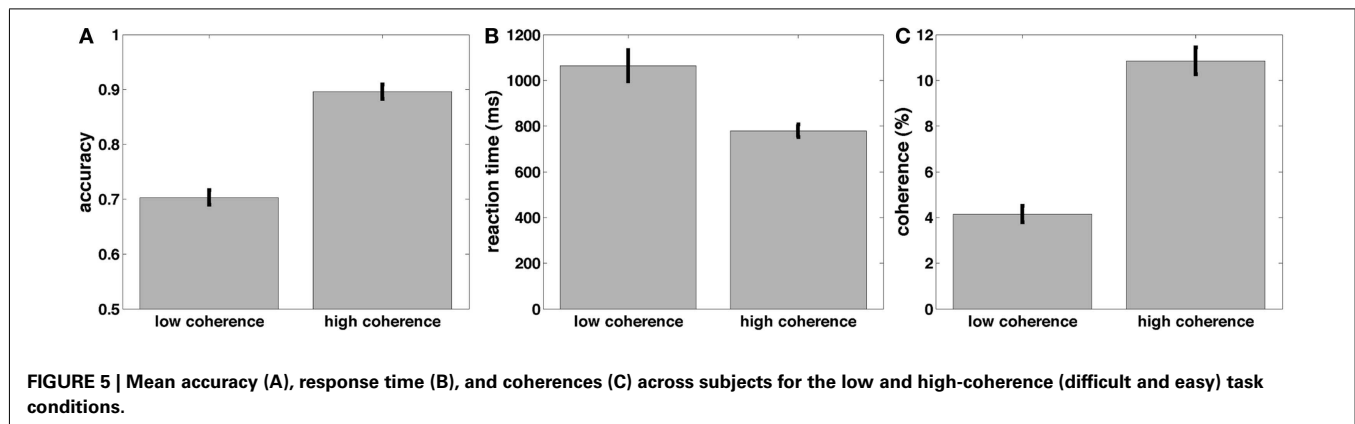 A
1
0.9
0.8
0.7
0.6
0.5
accuracy
low coherence high coherence
B
1200
1000
800
600
400
200
0
reaction time (ms)
low coherence high coherence
C
12
10
8
6
4
2
0
coherence (%)
low coherence high coherence
FIGURE 5 | Mean accuracy (A), response time (B), and coherences (C) across subjects for the low and high-coherence (difficult and easy) task
conditions.